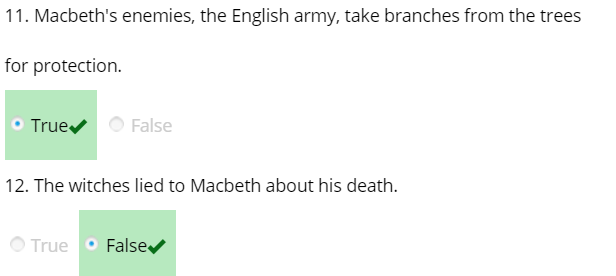 11. Macbeth's enemies, the English army, take branches from the trees
for protection.
True False
12. The witches lied to Macbeth about his death.
True False